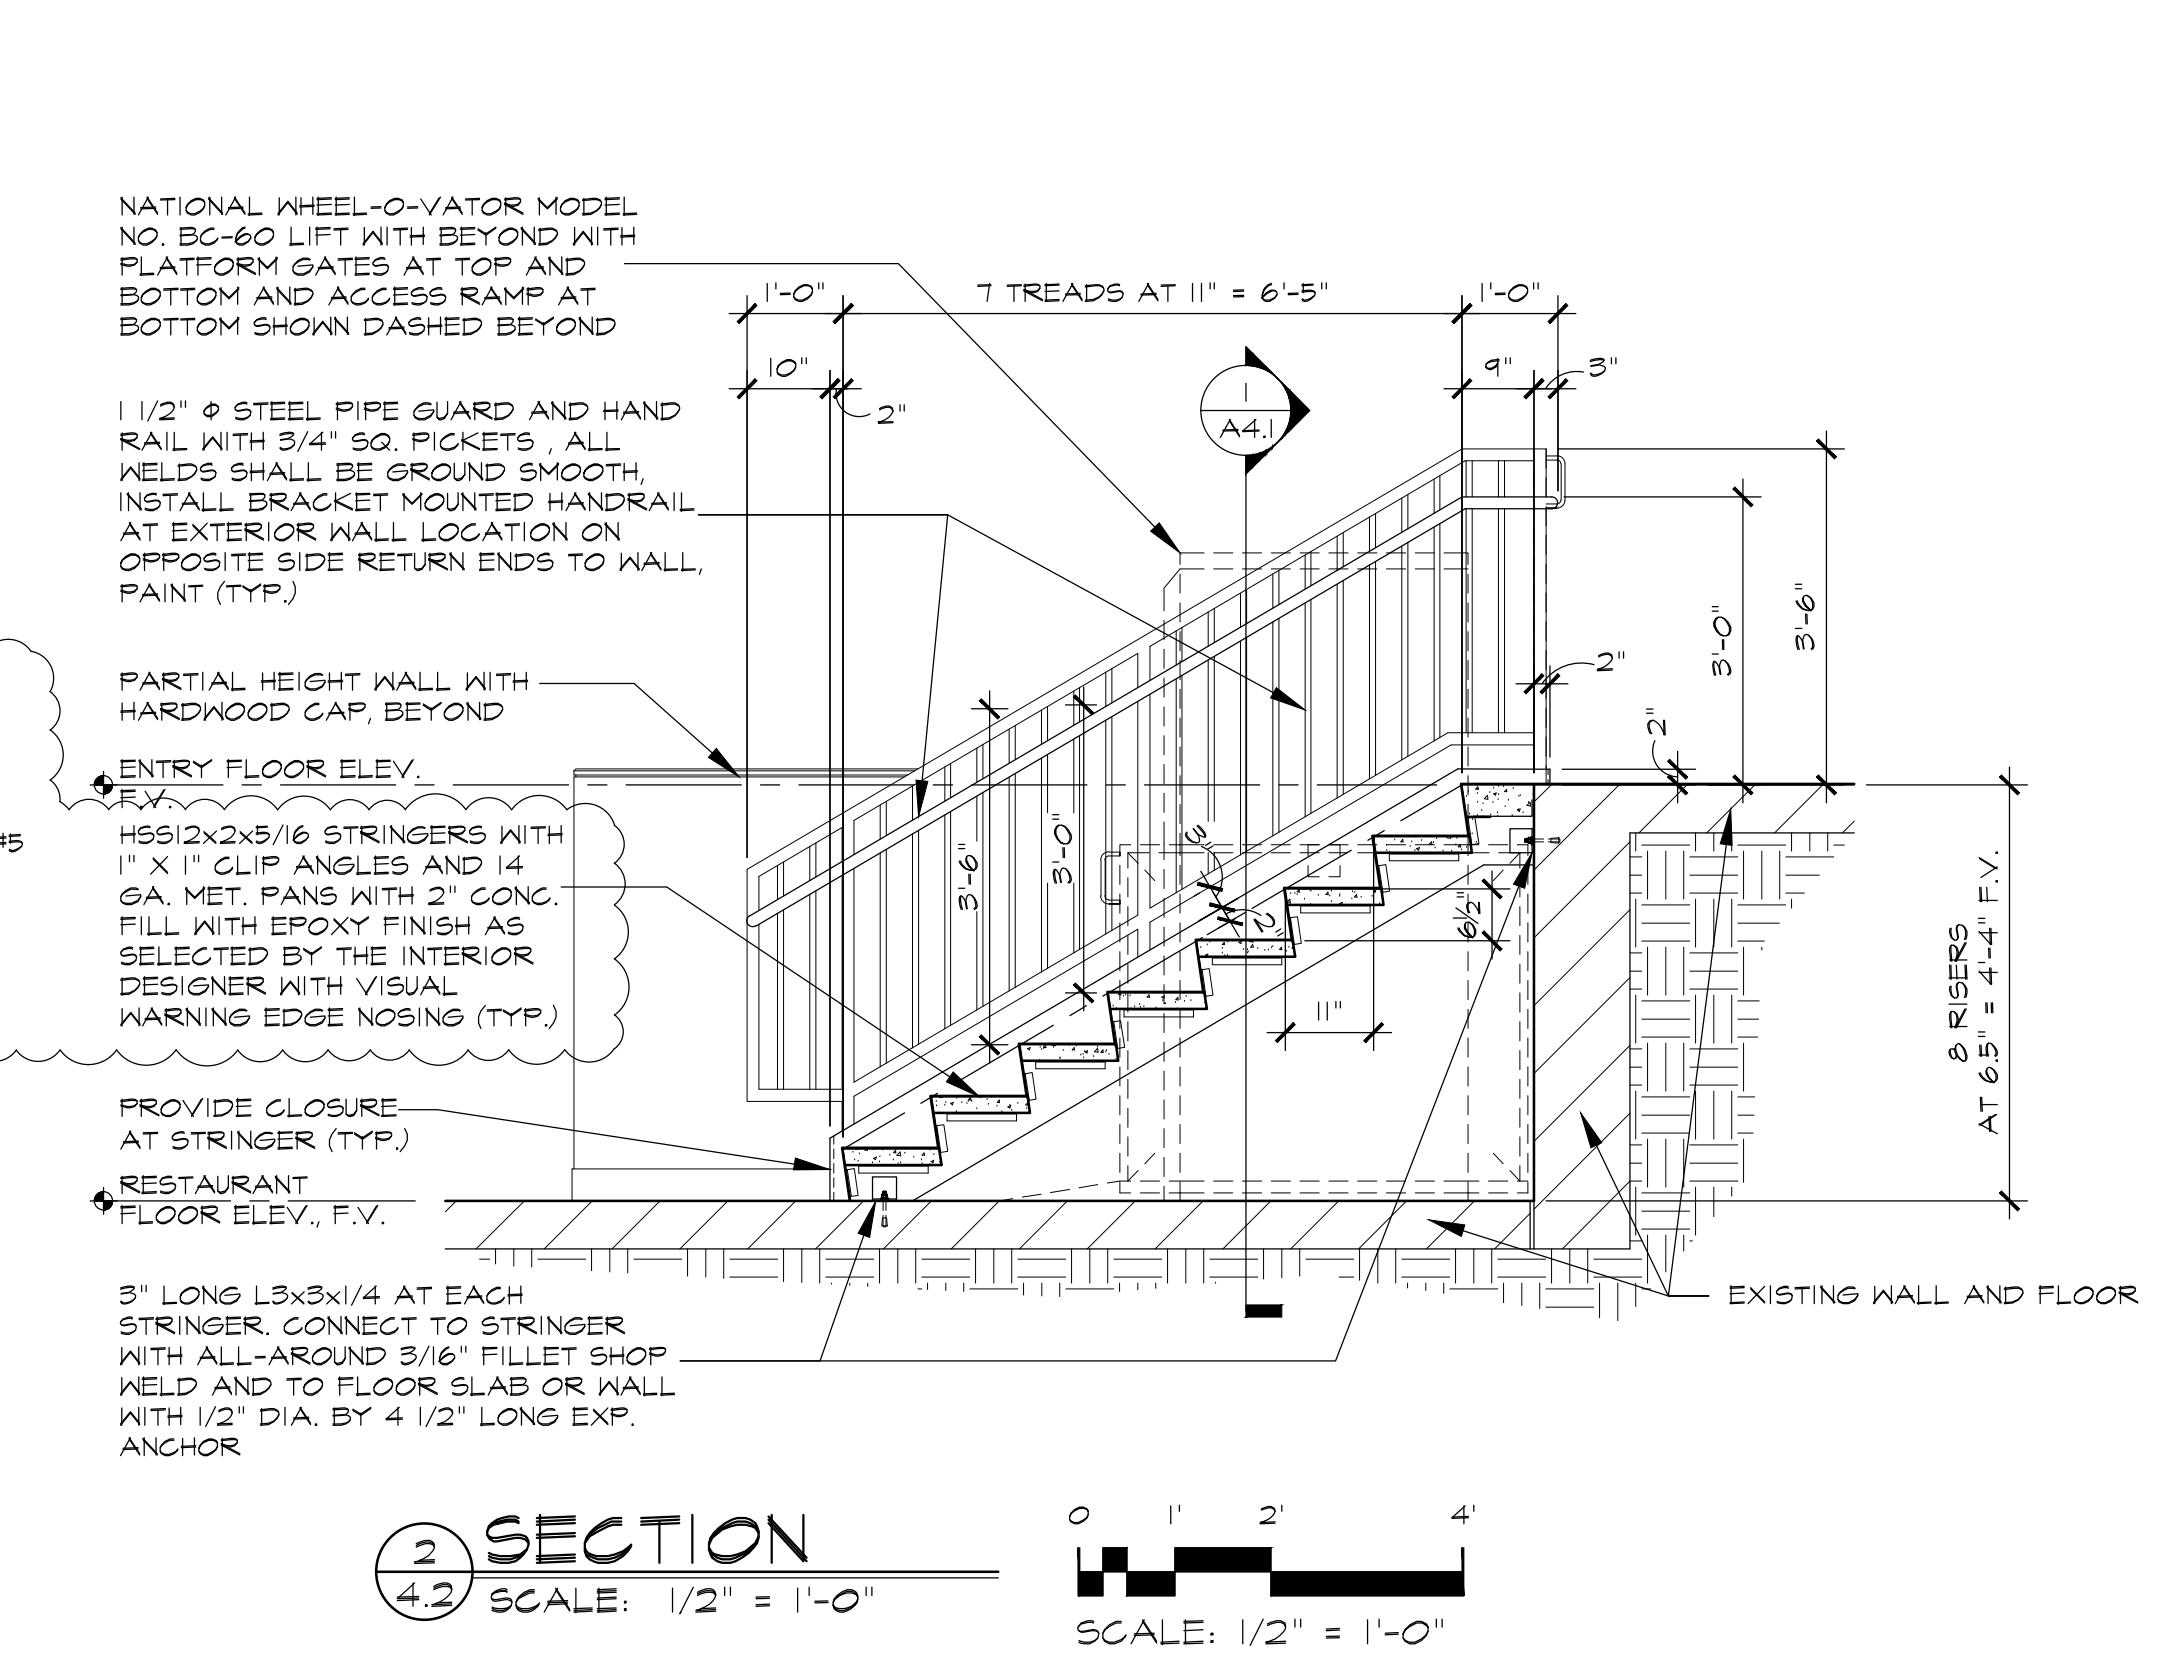 NATIONAL WHEEL-O-VATOR MODEL
NO. BC-60 LIFT WITH BEYOND WITH
PLATFORM GATES AT TOP AND
BOTTOM AND ACCESS RAMP AT
BOTTOM SHOWN DASHED BEYOND
1'-0"
7 TREADS AT 11" = 6'-5"
1'-0"
10"
2"
9"
3"
1
A4.1
1 1/2" Φ STEEL PIPE GUARD AND HAND
RAIL WITH 3/4" SQ. PICKETS , ALL
WELDS SHALL BE GROUND SMOOTH,
INSTALL BRACKET MOUNTED HANDRAIL
AT EXTERIOR WALL LOCATION ON
OPPOSITE SIDE RETURN ENDS TO WALL,
PAINT (TYP.)
3'-0"
3'-6"
2"
2"
PARTIAL HEIGHT WALL WITH
HARDWOOD CAP, BEYOND
ENTRY FLOOR ELEV.
F.V.
#5
HSS12x2x5/16 STRINGERS WITH
1" X 1" CLIP ANGLES AND 14
GA. MET. PANS WITH 2" CONC.
FILL WITH EPOXY FINISH AS
SELECTED BY THE INTERIOR
DESIGNER WITH VISUAL
WARNING EDGE NOSING (TYP.)
3'-6"
3'-0"
3"
2"
6 1/2"
11"
8 RISERS
AT 6.5" = 4'-4" F.V.
PROVIDE CLOSURE
AT STRINGER (TYP.)
RESTAURANT
FLOOR ELEV., F.V.
3" LONG L3x3x1/4 AT EACH
STRINGER. CONNECT TO STRINGER
WITH ALL-AROUND 3/16" FILLET SHOP
WELD AND TO FLOOR SLAB OR WALL
WITH 1/2" DIA. BY 4 1/2" LONG EXP.
ANCHOR
EXISTING WALL AND FLOOR
2
4.2
SECTION
SCALE: 1/2" = 1'-0"
0 1' 2' 4'
SCALE: 1/2" = 1'-0"